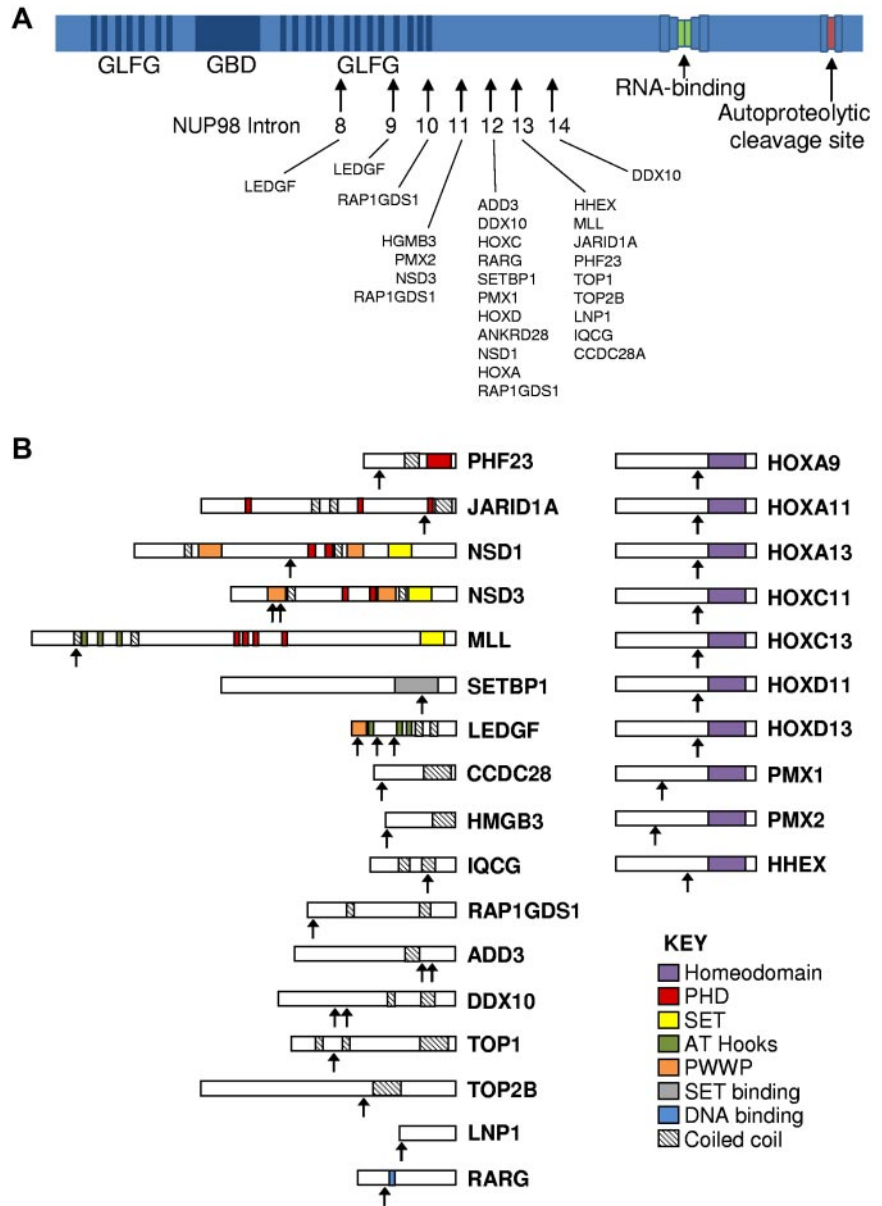 A
GLFG GBD GLFG
RNA-binding
Autoproteolytic
cleavage site
NUP98 Intron 8 9 10 11 12 13 14
LEDGF
LEDGF
RAP1GDS1
HGMB3
PMX2
NSD3
RAP1GDS1
ADD3
DDX10
HOXC
RARG
SETBP1
PMX1
HOXD
ANKRD28
NSD1
HOXA
RAP1GDS1
HHEX
MLL
JARID1A
PHF23
TOP1
TOP2B
LNP1
IQCG
CCDC28A
DDX10
B
PHF23
JARID1A
NSD1
NSD3
MLL
SETBP1
LEDGF
CCDC28
HMGB3
IQCG
RAP1GDS1
ADD3
DDX10
TOP1
TOP2B
LNP1
RARG
HOXA9
HOXA11
HOXA13
HOXC11
HOXC13
HOXD11
HOXD13
PMX1
PMX2
HHEX
KEY
Homeodomain
PHD
SET
AT Hooks
PWWP
SET binding
DNA binding
Coiled coil